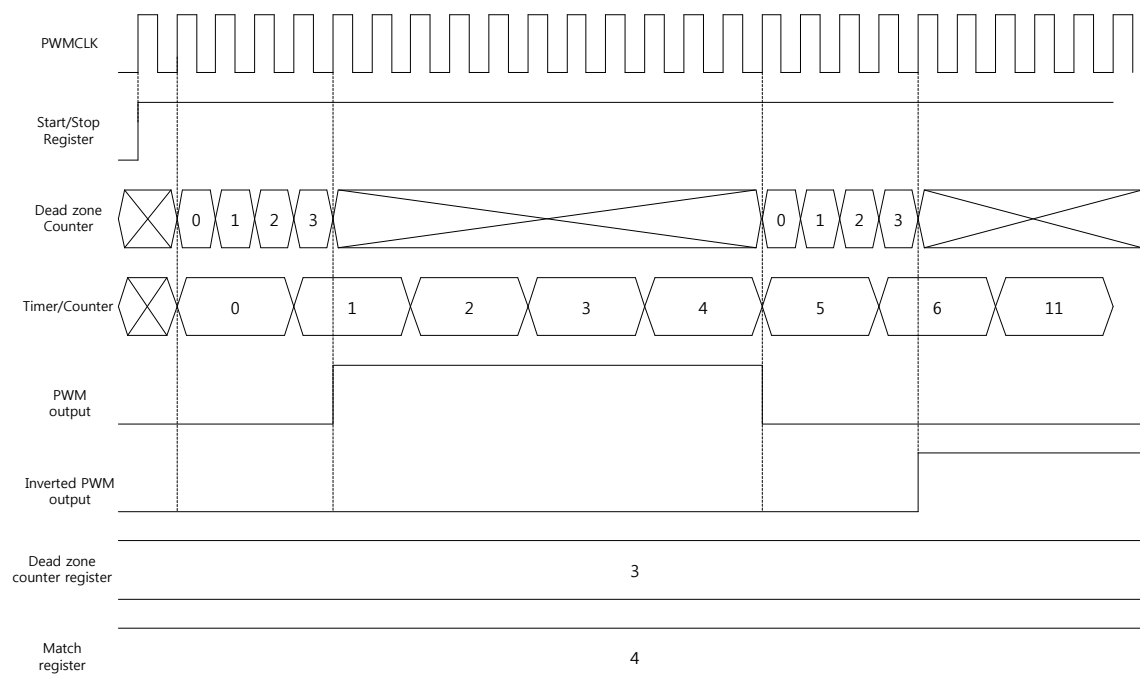 PWMCLK
Start/Stop
Register
Dead zone
Counter
0 1 2 3 0 1 2 3
Timer/Counter 0 1 2 3 4 5 6 11
PWM
output
Inverted PWM
output
Dead zone
counter register
3
Match
register
4